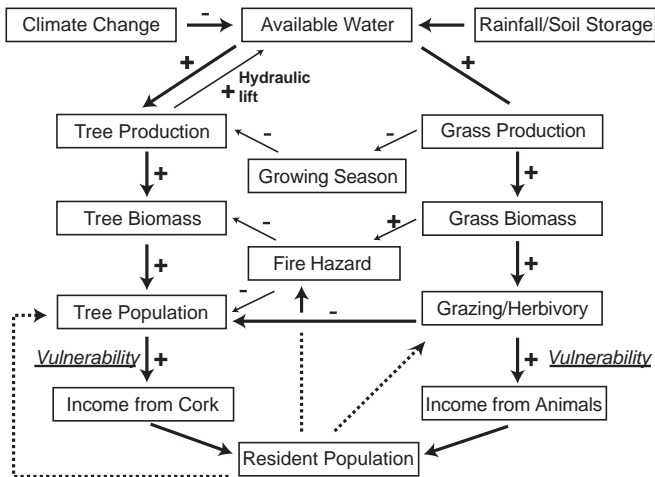 Climate Change
-
Available Water
Rainfall/Soil Storage
+
+ Hydraulic
lift
+
Tree Production
-
-
Grass Production
+
Growing Season
+
Tree Biomass
-
+
Grass Biomass
+
Fire Hazard
+
-
Tree Population
-
Grazing/Herbivory
Vulnerability
+
+
Vulnerability
Income from Cork
Income from Animals
Resident Population